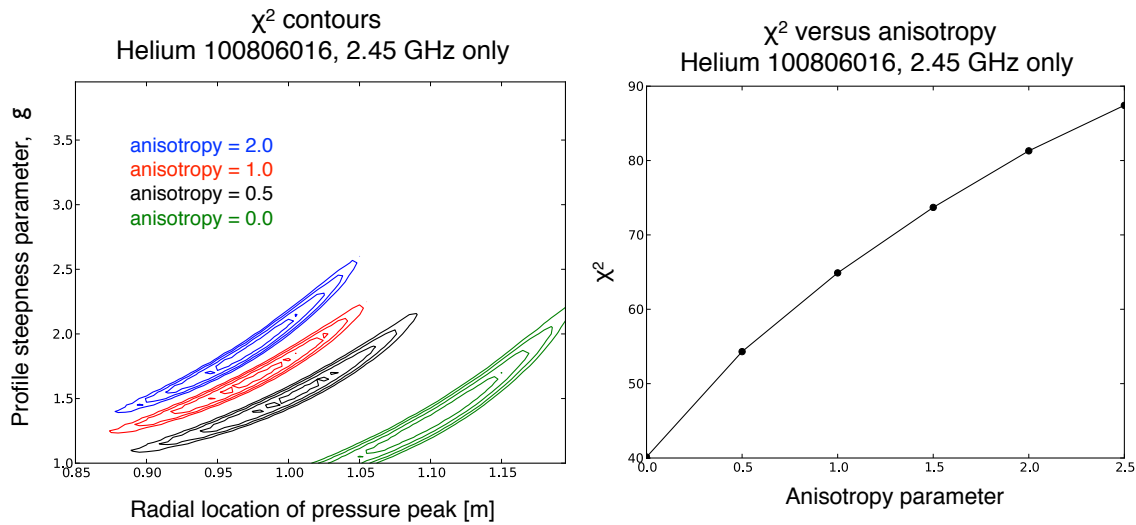 χ² contours
Helium 100806016, 2.45 GHz only
Profile steepness parameter, g
3.5
3.0
2.5
2.0
1.5
1.0
anisotropy = 2.0
anisotropy = 1.0
anisotropy = 0.5
anisotropy = 0.0
0.85
0.90
0.95
1.00
1.05
1.10
1.15
Radial location of pressure peak [m]
χ² versus anisotropy
Helium 100806016, 2.45 GHz only
χ²
90
80
70
60
50
40
0.0
0.5
1.0
1.5
2.0
2.5
Anisotropy parameter